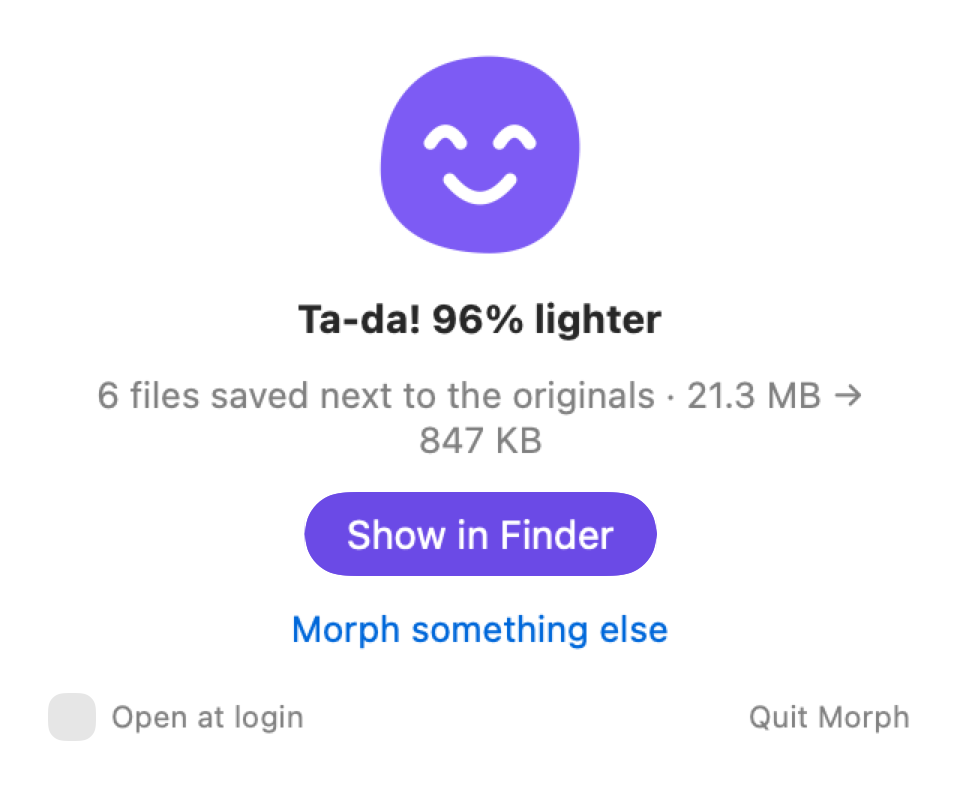 Ta-da! 96% lighter
6 files saved next to the originals · 21.3 MB →
847 KB
Show in Finder
Morph something else
Open at login
Quit Morph